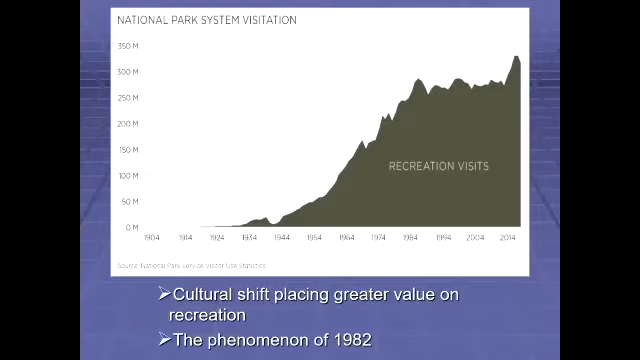 NATIONAL PARK SYSTEM VISITATION
350 M
300 M
250 M
200 M
150 M
100 M
50 M
0 M
RECREATION VISITS
1904 1914 1924 1934 1944 1954 1964 1974 1984 1994 2004 2014
Source: National Park Service Visitor Use Statistics
➢Cultural shift placing greater value on
recreation
➢The phenomenon of 1982